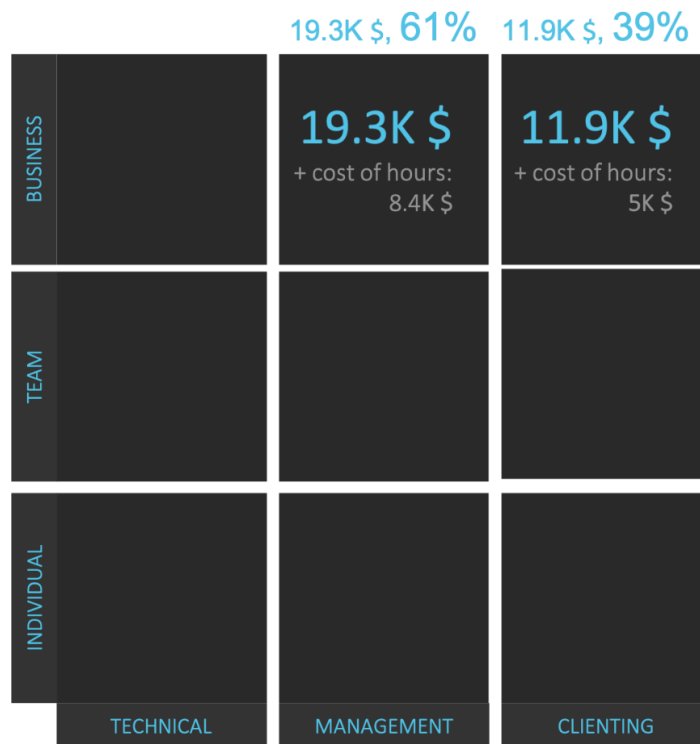 19.3K $, 61% 11.9K $, 39%
BUSINESS
19.3K $
+ cost of hours:
8.4K $
11.9K $
+ cost of hours:
5K $
TEAM
INDIVIDUAL
TECHNICAL MANAGEMENT CLIENTING